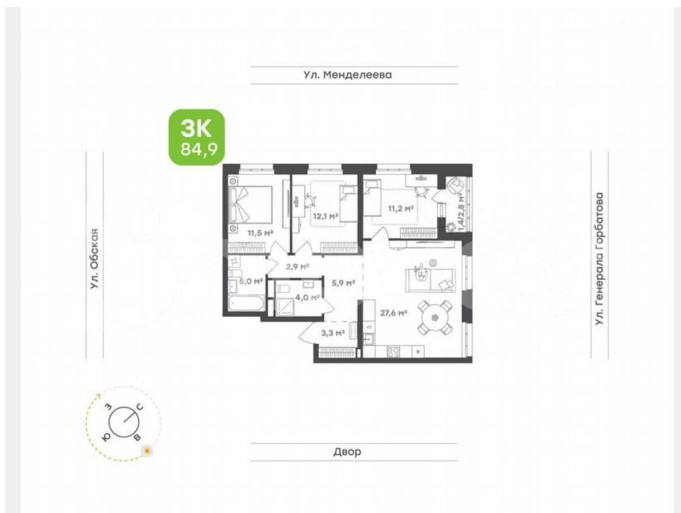 Ул. Менделеева
3К
84,9
11,5 м²
12,1 м²
11,2 м²
1,4/2,8 м²
Ул. Обская
Ул. Генерала Горбатова
2,9 м²
5,0 м²
4,0 м²
5,9 м²
27,6 м²
3,3 м²
З
С
Ю
В
Двор